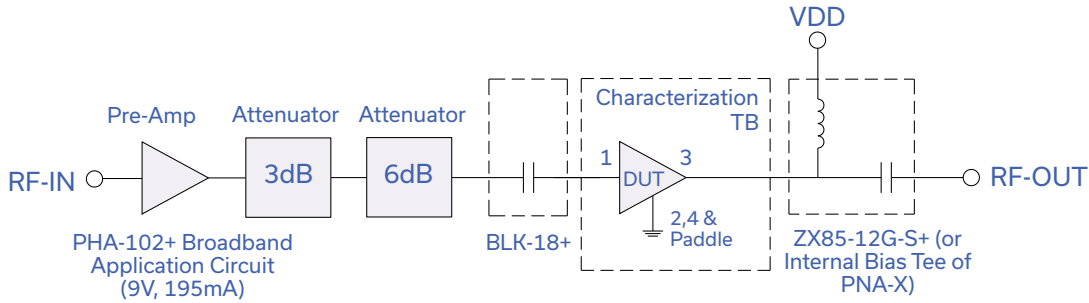 VDD
Pre-Amp
Attenuator
Attenuator
Characterization
TB
RF-IN
3dB
6dB
1
DUT
3
RF-OUT
2,4 &
Paddle
PHA-102+ Broadband
Application Circuit
(9V, 195mA)
BLK-18+
ZX85-12G-S+ (or
Internal Bias Tee of
PNA-X)